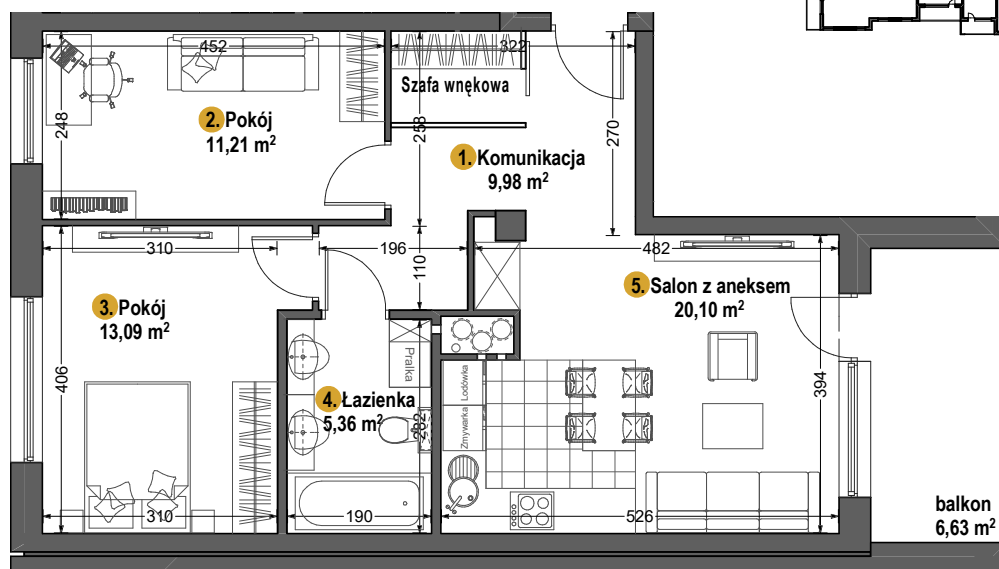 452
322
Szafa wnękowa
248
2. Pokój
11,21 m²
258
270
1. Komunikacja
9,98 m²
310
196
110
482
3. Pokój
13,09 m²
5. Salon z aneksem
20,10 m²
406
Pralka
Lodówka
394
4. Łazienka
5,36 m²
282
Zmywarka
310
190
526
balkon
6,63 m²